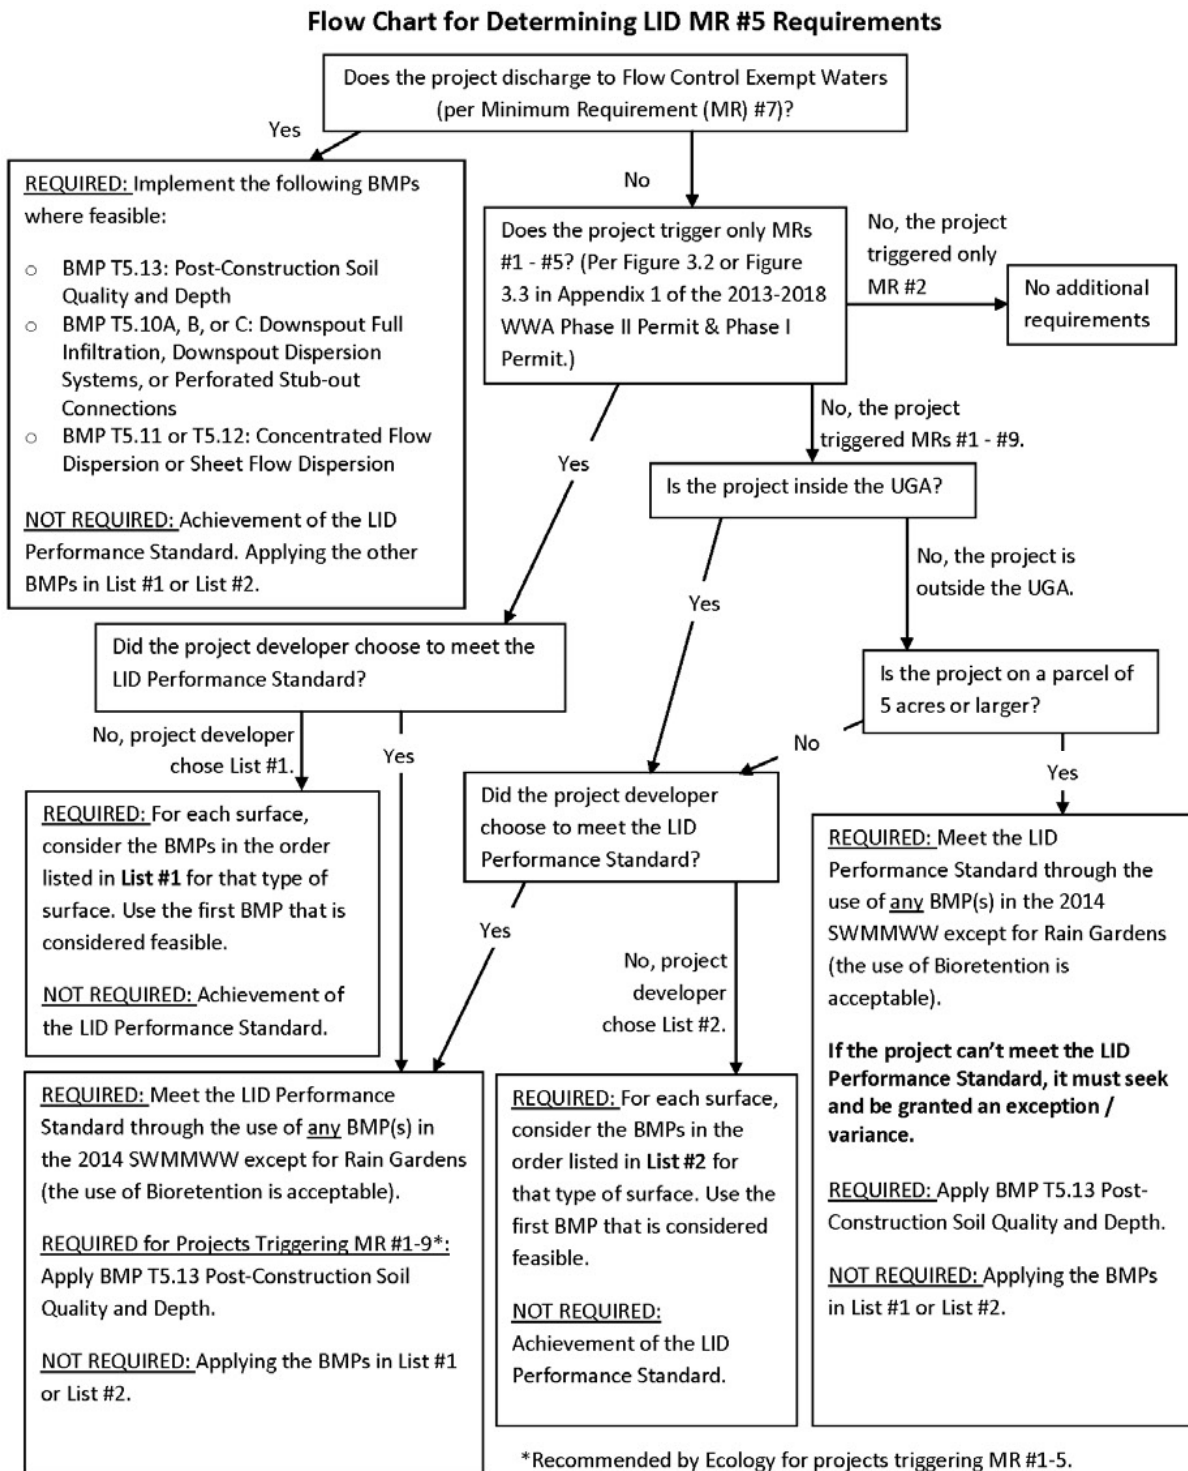 Flow Chart for Determining LID MR #5 Requirements
Does the project discharge to Flow Control Exempt Waters
(per Minimum Requirement (MR) #7)?
Yes
No
REQUIRED: Implement the following BMPs
where feasible:
o BMP T5.13: Post-Construction Soil
Quality and Depth
o BMP T5.10A, B, or C: Downspout Full
Infiltration, Downspout Dispersion
Systems, or Perforated Stub-out
Connections
o BMP T5.11 or T5.12: Concentrated Flow
Dispersion or Sheet Flow Dispersion
NOT REQUIRED: Achievement of the LID
Performance Standard. Applying the other
BMPs in List #1 or List #2.
Does the project trigger only MRs
#1 - #5? (Per Figure 3.2 or Figure
3.3 in Appendix 1 of the 2013-2018
WWA Phase II Permit & Phase I
Permit.)
No, the project
triggered only
MR #2
No additional
requirements
Yes
No, the project
triggered MRs #1 - #9.
Is the project inside the UGA?
Yes
No, the project is
outside the UGA.
Did the project developer choose to meet the
LID Performance Standard?
Is the project on a parcel of
5 acres or larger?
No, project developer
chose List #1.
Yes
No
Yes
REQUIRED: For each surface,
consider the BMPs in the order
listed in List #1 for that type of
surface. Use the first BMP that is
considered feasible.
NOT REQUIRED: Achievement of
the LID Performance Standard.
Did the project developer
choose to meet the LID
Performance Standard?
Yes
No, project
developer
chose List #2.
REQUIRED: Meet the LID
Performance Standard through the
use of any BMP(s) in the 2014
SWMMWW except for Rain Gardens
(the use of Bioretention is
acceptable).
If the project can't meet the LID
Performance Standard, it must seek
and be granted an exception /
variance.
REQUIRED: Apply BMP T5.13 Post-
Construction Soil Quality and Depth.
NOT REQUIRED: Applying the BMPs
in List #1 or List #2.
REQUIRED: Meet the LID Performance
Standard through the use of any BMP(s) in
the 2014 SWMMWW except for Rain Gardens
(the use of Bioretention is acceptable).
REQUIRED for Projects Triggering MR #1-9*:
Apply BMP T5.13 Post-Construction Soil
Quality and Depth.
NOT REQUIRED: Applying the BMPs in List #1
or List #2.
REQUIRED: For each surface,
consider the BMPs in the
order listed in List #2 for
that type of surface. Use the
first BMP that is considered
feasible.
NOT REQUIRED:
Achievement of the LID
Performance Standard.
*Recommended by Ecology for projects triggering MR #1-5.